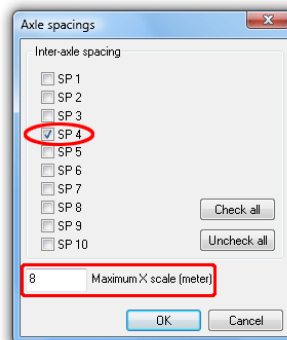 Axle spacings
Inter-axle spacing
SP 1
SP 2
SP 3
SP 4
SP 5
SP 6
SP 7
SP 8
Check all
SP 9
SP 10
Uncheck all
8 Maximum X scale (meter)
OK Cancel